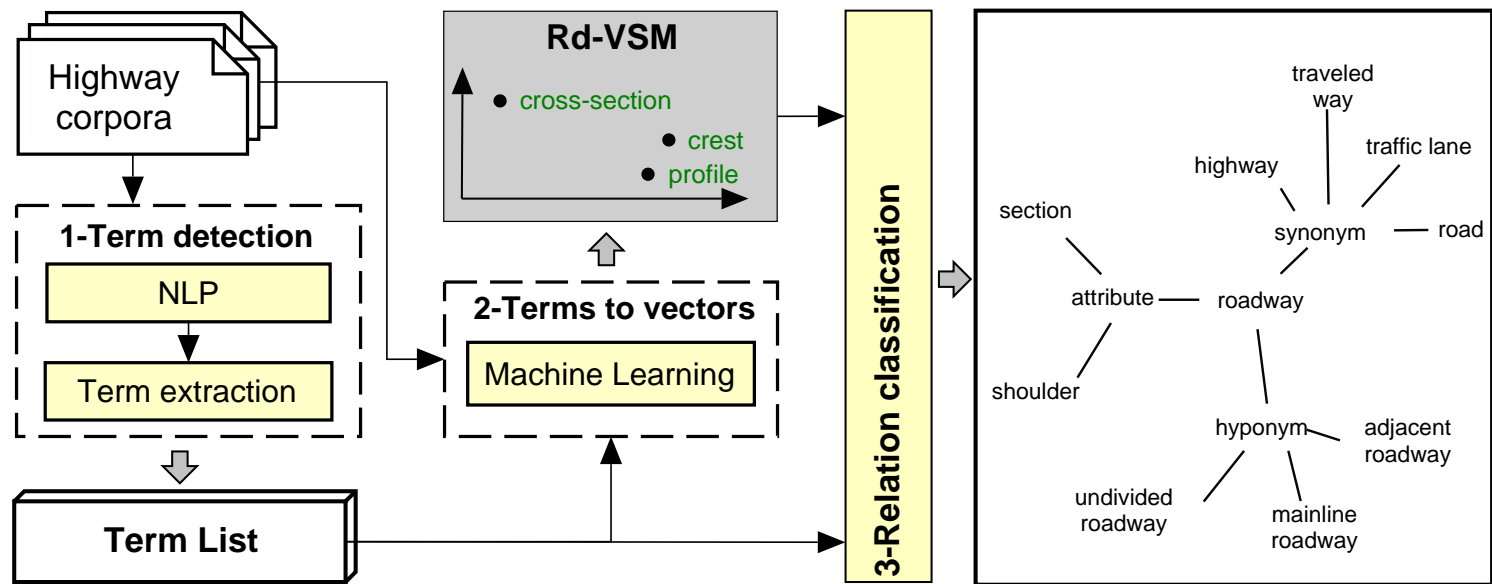 Highway
corpora
1-Term detection
NLP
Term extraction
Term List
Rd-VSM
cross-section
crest
profile
2-Terms to vectors
Machine Learning
3-Relation classification
traveled
way
traffic lane
highway
section
synonym
road
attribute
roadway
shoulder
hyponym
adjacent
roadway
undivided
roadway
mainline
roadway